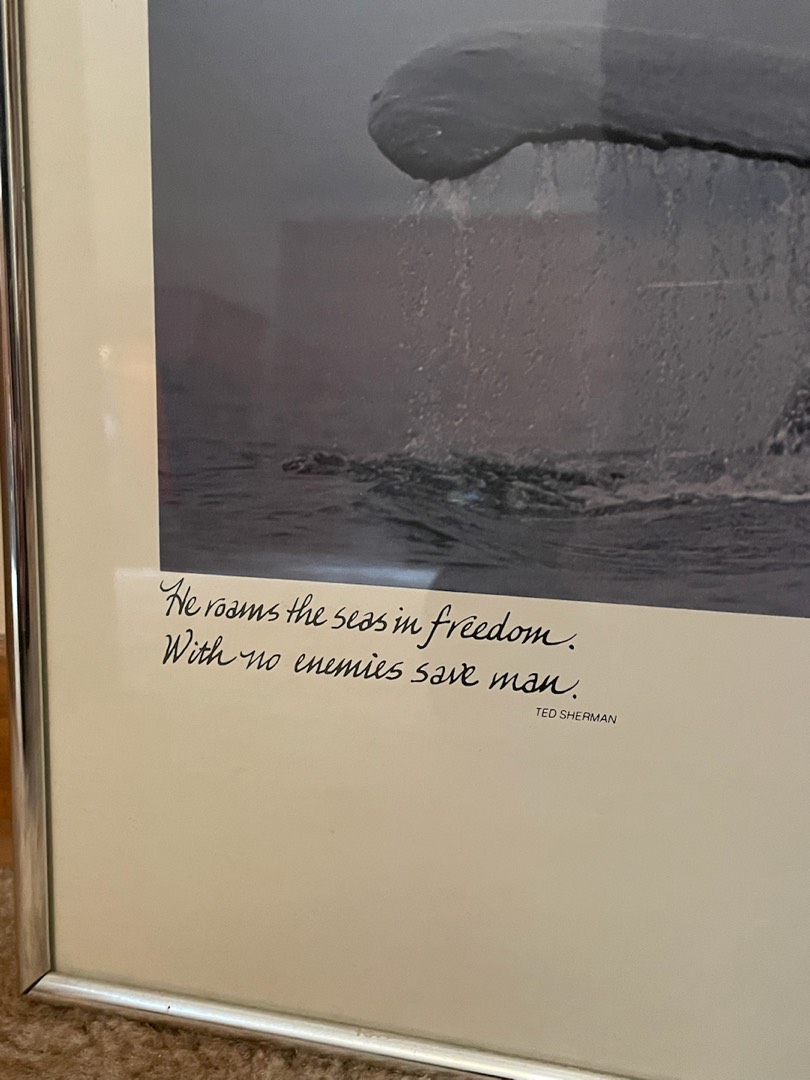 He roams the seas in freedom.
With no enemies save man.
TED SHERMAN